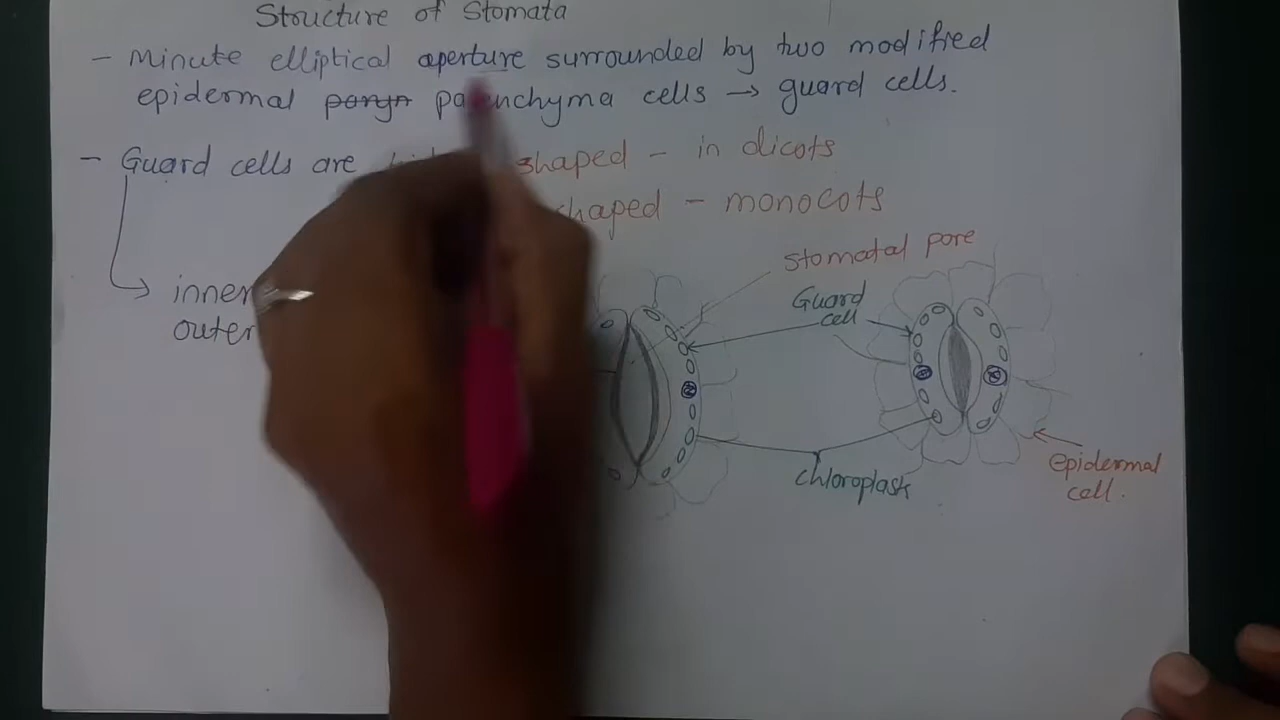 Structure of Stomata
- Minute elliptical aperture surrounded by two modified
epidermal parenchyma cells → guard cells.
- Guard cells are shaped - in dicots
shaped - monocots
inner
outer
stomatal pore
Guard
cell
chloroplast
epidermal
cell.